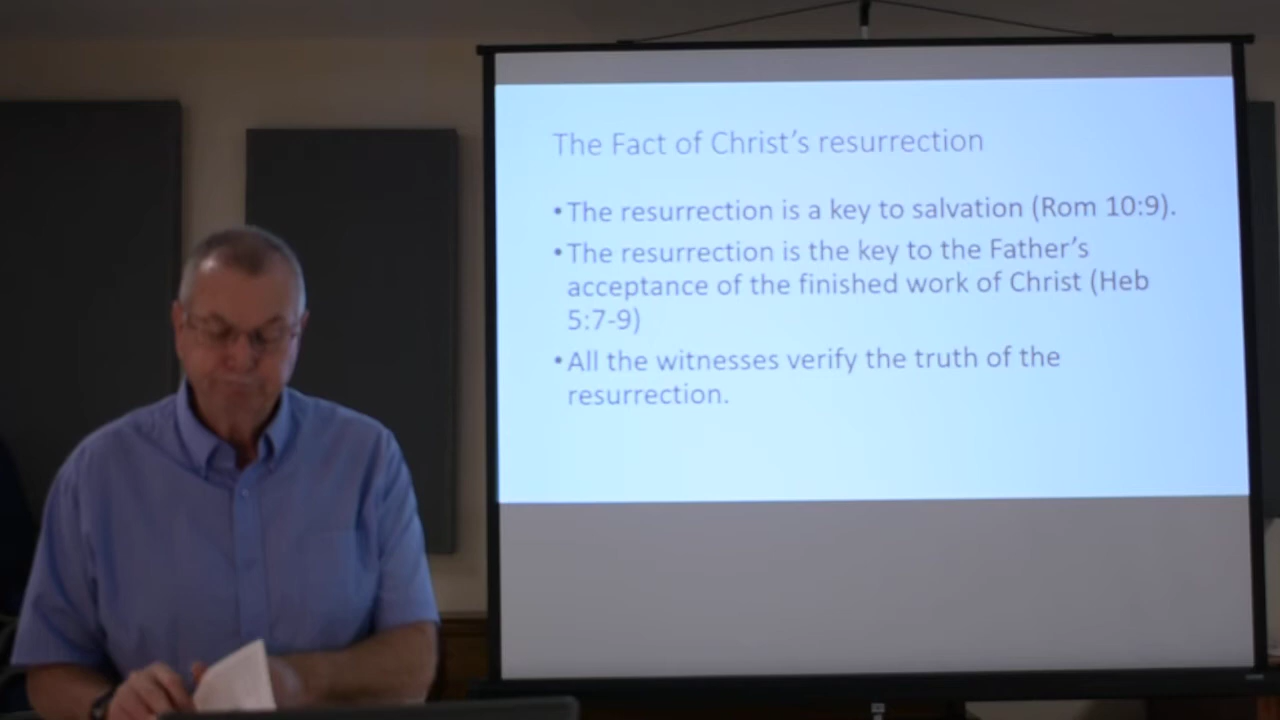 The Fact of Christ's resurrection
•The resurrection is a key to salvation (Rom 10:9).
•The resurrection is the key to the Father's
acceptance of the finished work of Christ (Heb
5:7-9)
•All the witnesses verify the truth of the
resurrection.